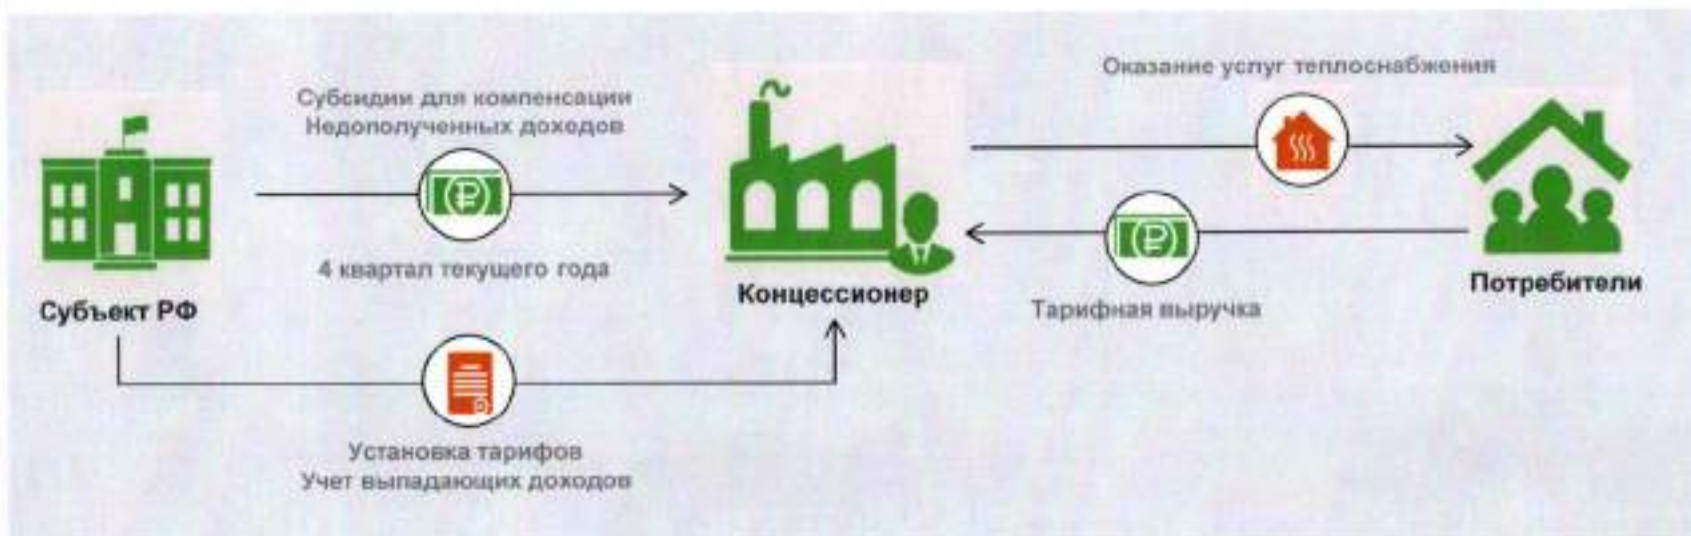 Субсидии для компенсации
Недополученных доходов
4 квартал текущего года
Субъект РФ
Установка тарифов
Учет выпадающих доходов
Концессионер
Оказание услуг теплоснабжения
Тарифная выручка
Потребители